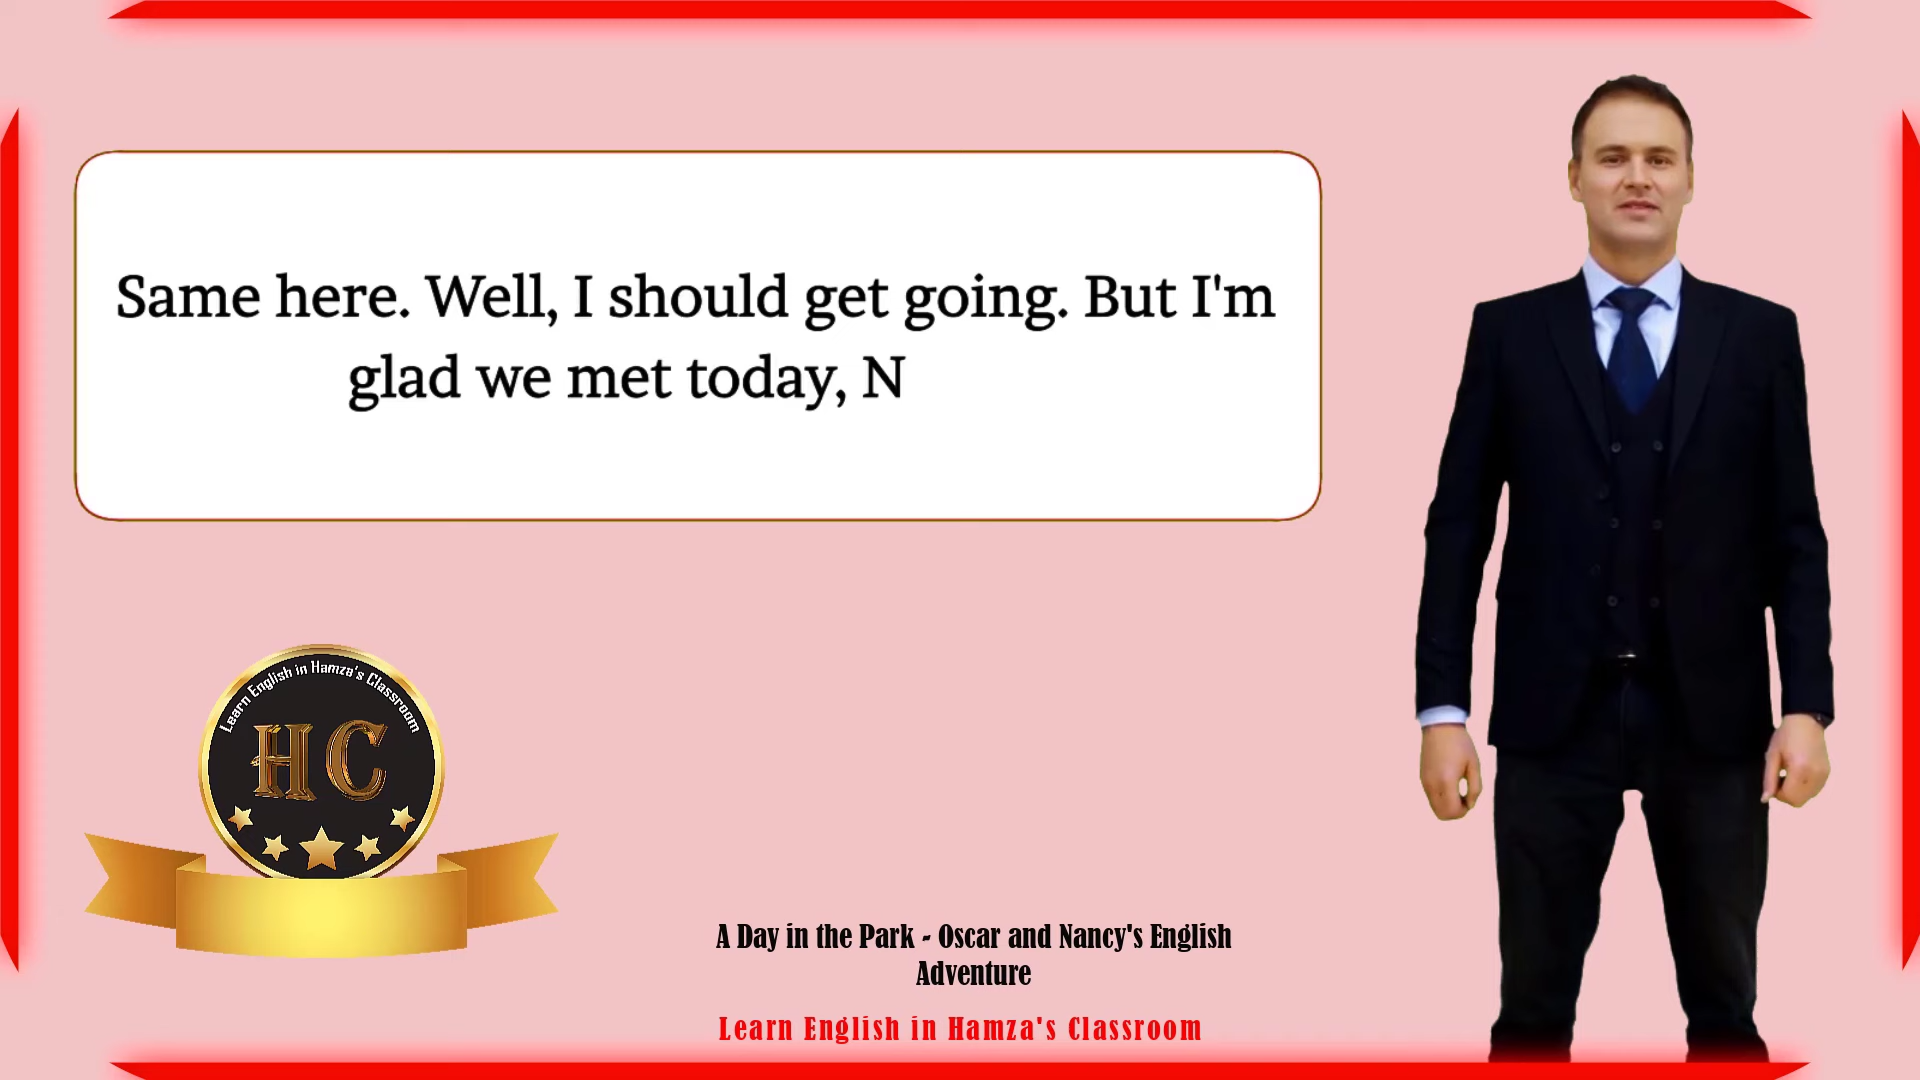 Same here. Well, I should get going. But I'm
glad we met today, N
Learn English in Hamza's Classroom
HC
A Day in the Park - Oscar and Nancy's English
Adventure
Learn English in Hamza's Classroom